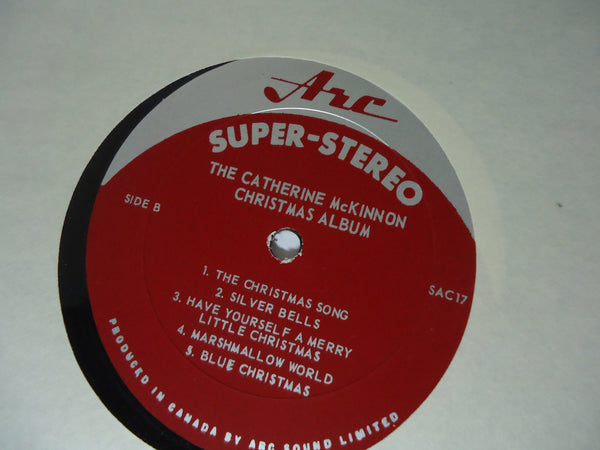 Arc
SUPER-STEREO
THE CATHERINE McKINNON
CHRISTMAS ALBUM
SIDE B
SAC17
1. THE CHRISTMAS SONG
2. SILVER BELLS
3. HAVE YOURSELF A MERRY
LITTLE CHRISTMAS
4. MARSHMALLOW WORLD
5. BLUE CHRISTMAS
PRODUCED IN CANADA BY ARC SOUND LIMITED